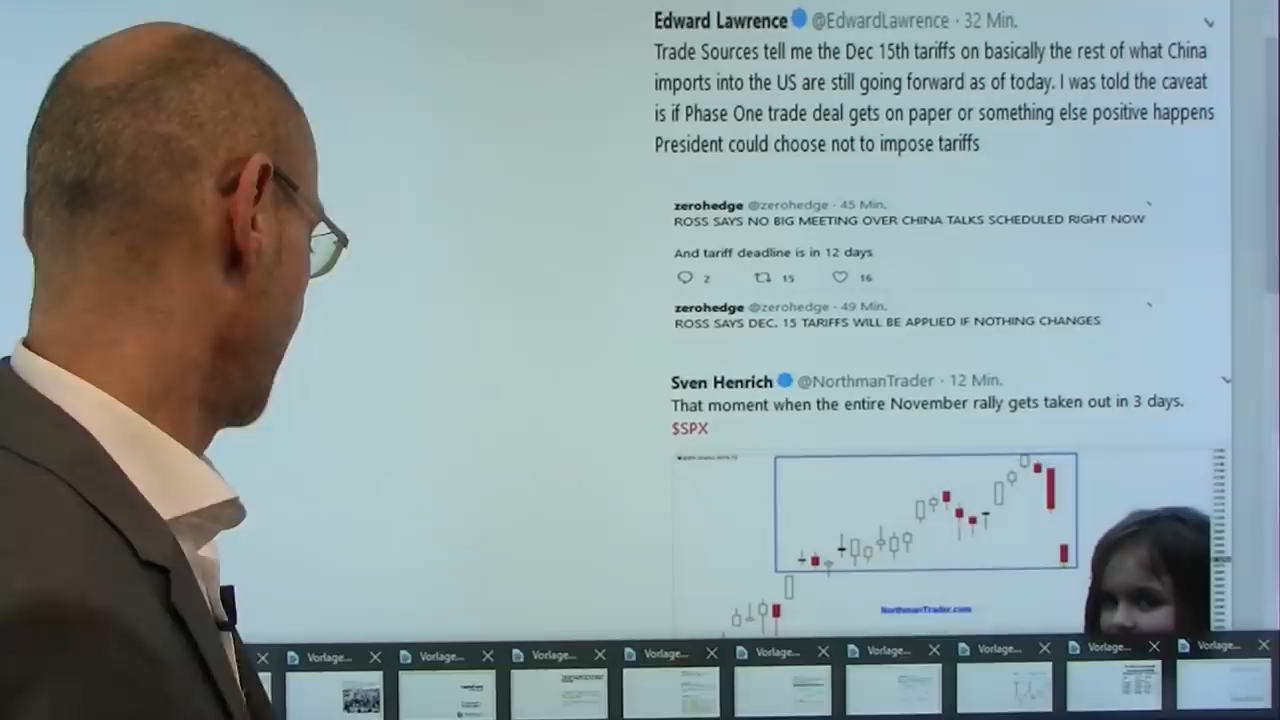 Edward Lawrence @EdwardLawrence · 32 Min.
Trade Sources tell me the Dec 15th tariffs on basically the rest of what China
imports into the US are still going forward as of today. I was told the caveat
is if Phase One trade deal gets on paper or something else positive happens
President could choose not to impose tariffs
zerohedge @zerohedge · 45 Min.
ROSS SAYS NO BIG MEETING OVER CHINA TALKS SCHEDULED RIGHT NOW
And tariff deadline is in 12 days
2 15 16
zerohedge @zerohedge · 49 Min.
ROSS SAYS DEC. 15 TARIFFS WILL BE APPLIED IF NOTHING CHANGES
Sven Henrich @NorthmanTrader · 12 Min.
That moment when the entire November rally gets taken out in 3 days.
$SPX
NorthmanTrader.com
Vorlage... Vorlage... Vorlage... Vorlage... Vorlage... Vorlage... Vorlage... Vorlage... Vorlage...